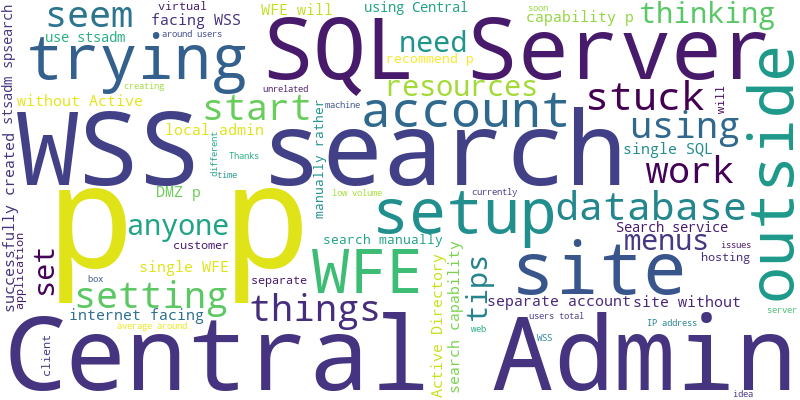 seem
virtual
facing WSS
WFE will
using Central
soon
capability p
thinking
use stsadm
around users
trying
SQL Server
need
recommend p
resources
creating
unrelated
without Active
start
account
stuck
will
outside
machine
local admin
manually rather
using
WSS search
different
Thanks
time
single SQL
work
successfully created stsadm spsearch
DMZ p
low volume
currently
p p
anyone
setup
database
Search service
menus
issues
customer
search manually
site
hosting
set
application
single WFE
WFE
Active Directory
search capability
tips
box
separate
setting
things
separate account
site without
internet facing
users total
IP address
server
average around
client
web
WSS
Central Admin
idea